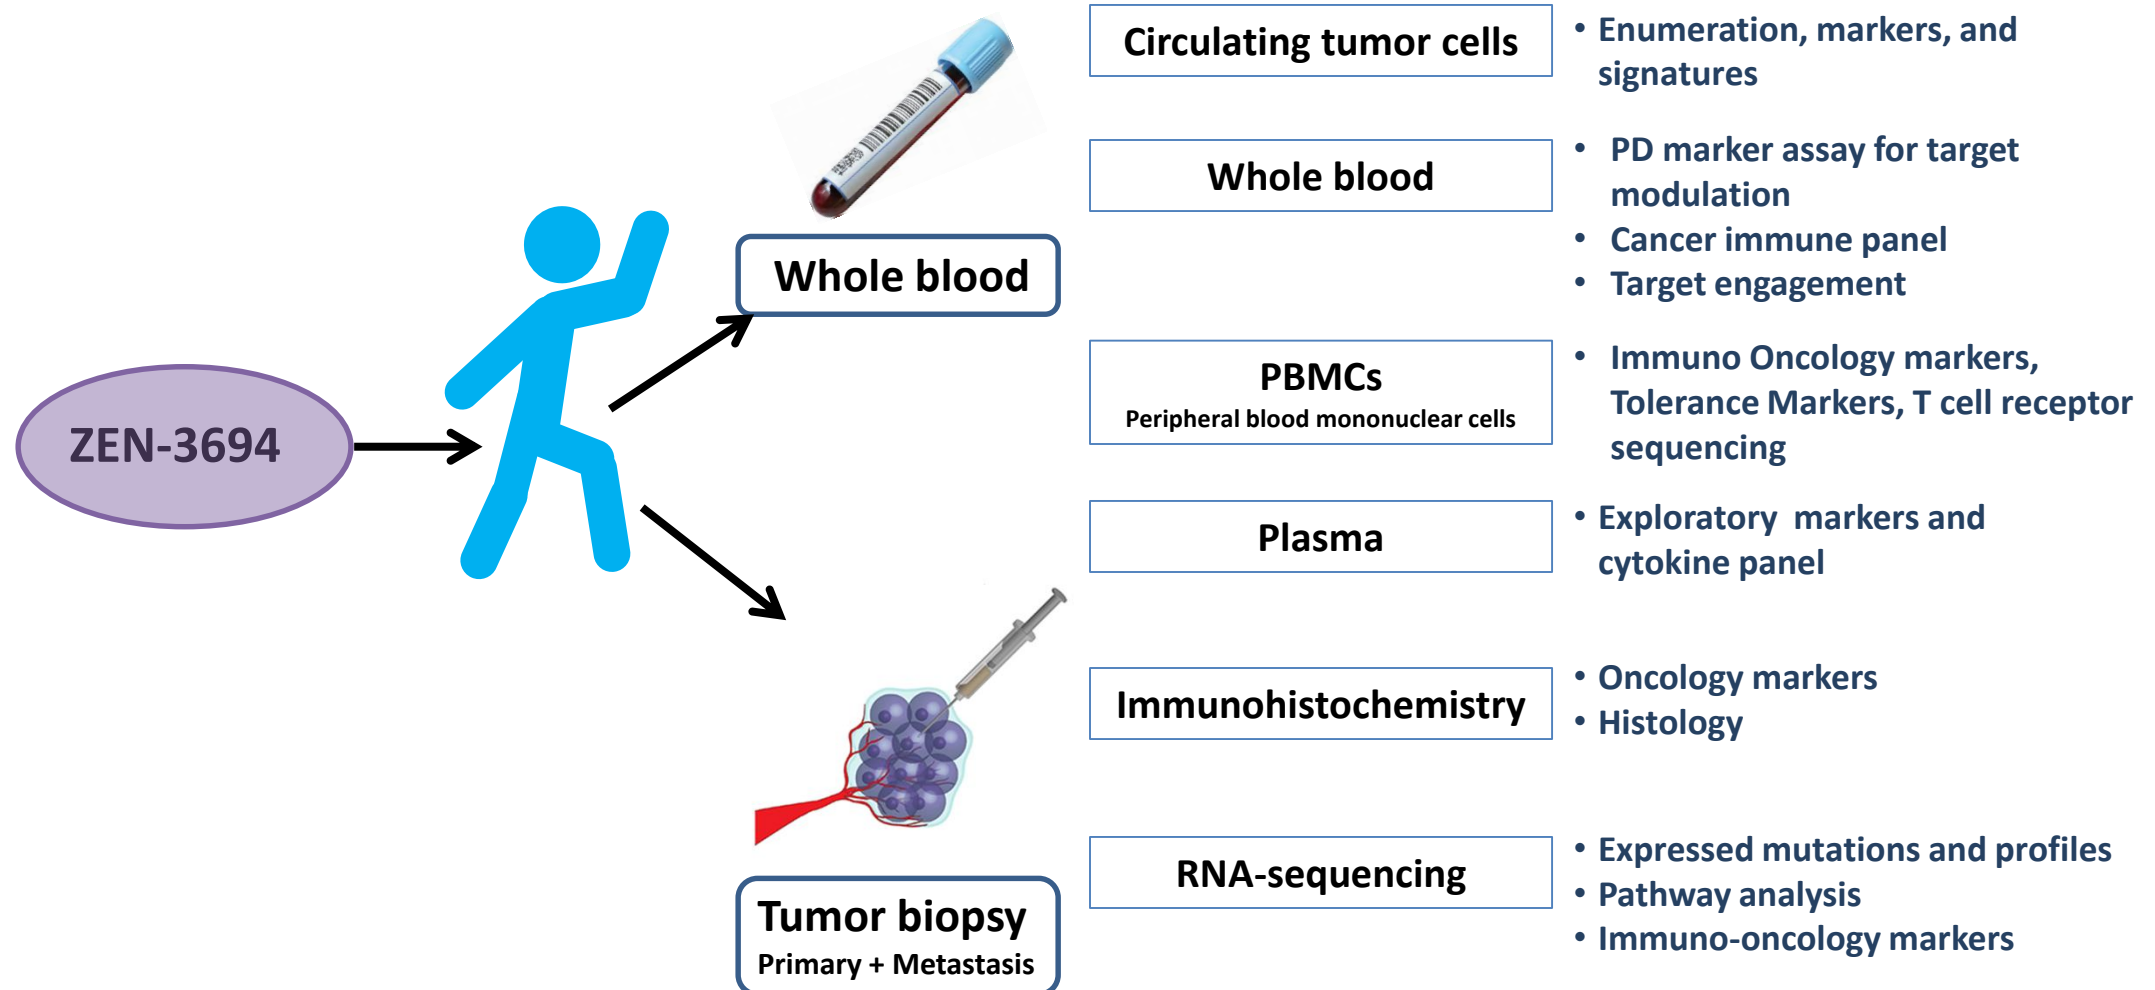 ZEN-3694
Whole blood
Tumor biopsy
Primary + Metastasis
Circulating tumor cells
• Enumeration, markers, and
signatures
Whole blood
• PD marker assay for target
modulation
• Cancer immune panel
• Target engagement
PBMCs
Peripheral blood mononuclear cells
• Immuno Oncology markers,
Tolerance Markers, T cell receptor
sequencing
Plasma
• Exploratory markers and
cytokine panel
Immunohistochemistry
• Oncology markers
• Histology
RNA-sequencing
• Expressed mutations and profiles
• Pathway analysis
• Immuno-oncology markers